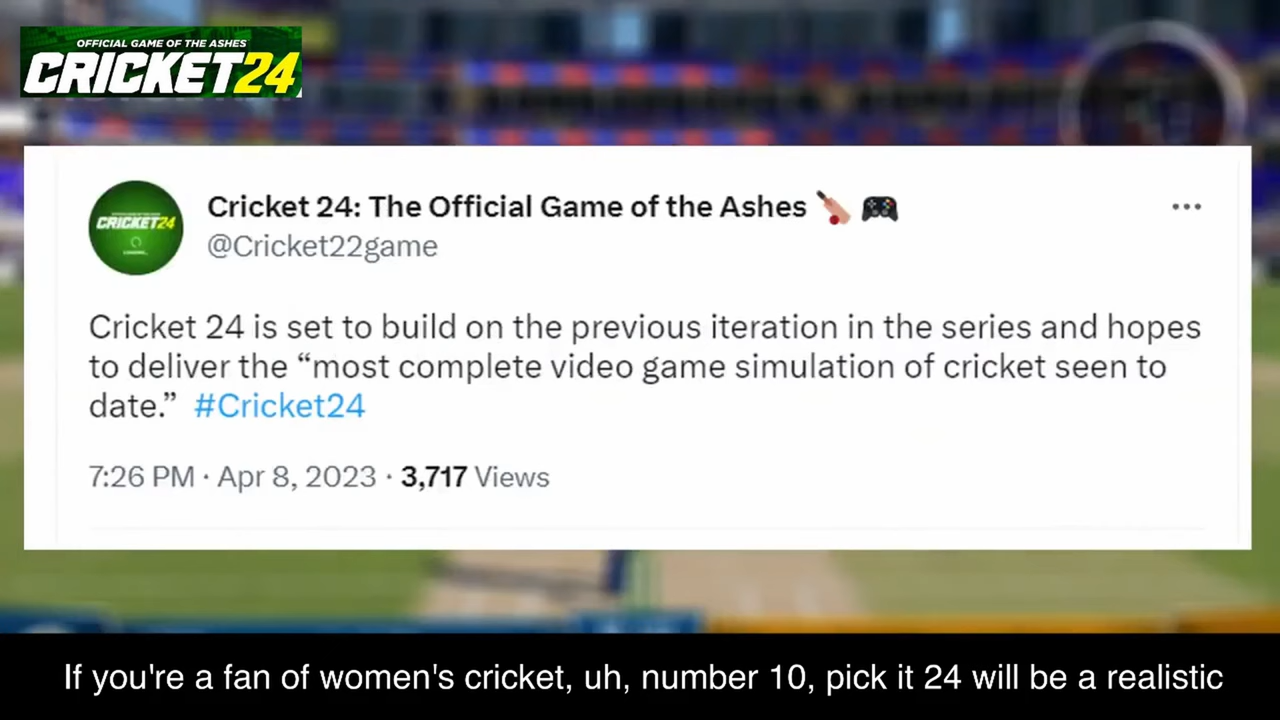 OFFICIAL GAME OF THE ASHES
CRICKET24
CRICKET24
Cricket 24: The Official Game of the Ashes 🏏 🎮
@Cricket22game
Cricket 24 is set to build on the previous iteration in the series and hopes
to deliver the “most complete video game simulation of cricket seen to
date.” #Cricket24
7:26 PM · Apr 8, 2023 · 3,717 Views
If you're a fan of women's cricket, uh, number 10, pick it 24 will be a realistic